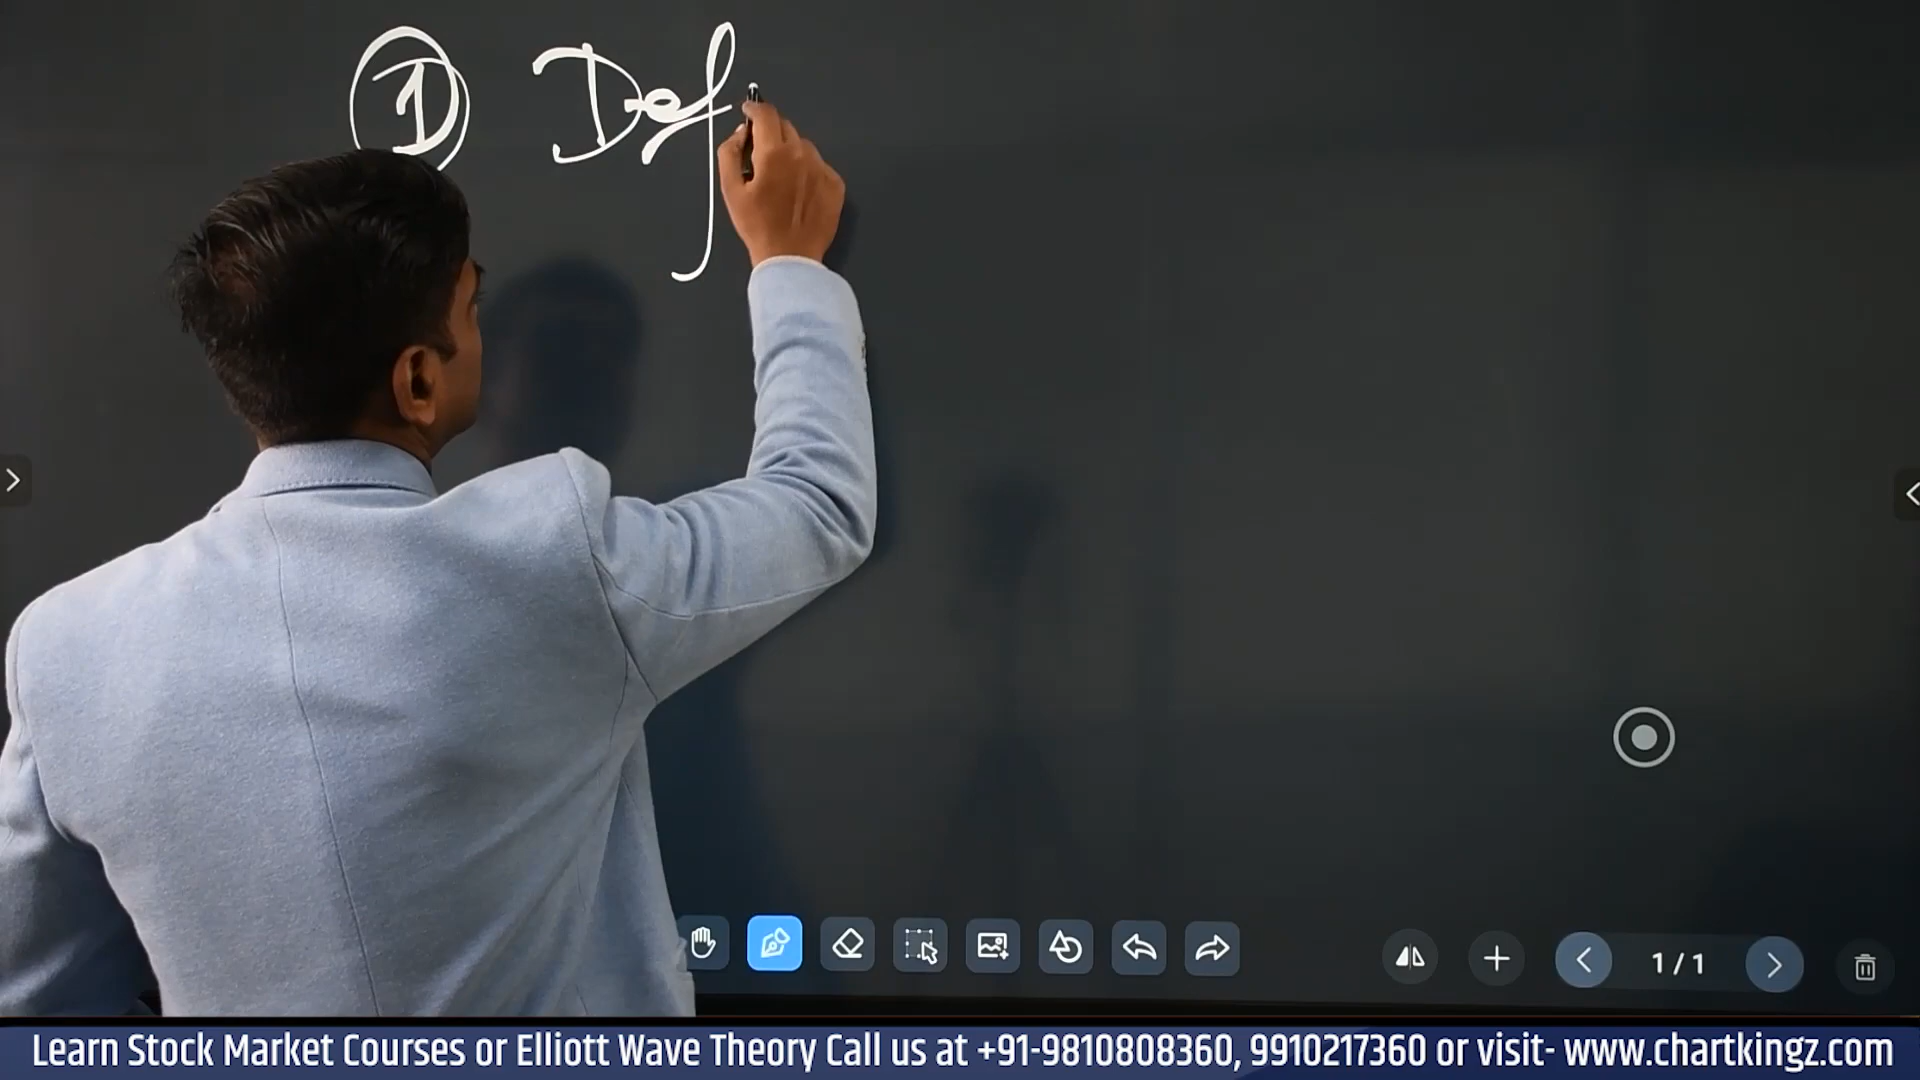 ① Def
1 / 1
Learn Stock Market Courses or Elliott Wave Theory Call us at +91-9810808360, 9910217360 or visit- www.chartkingz.com